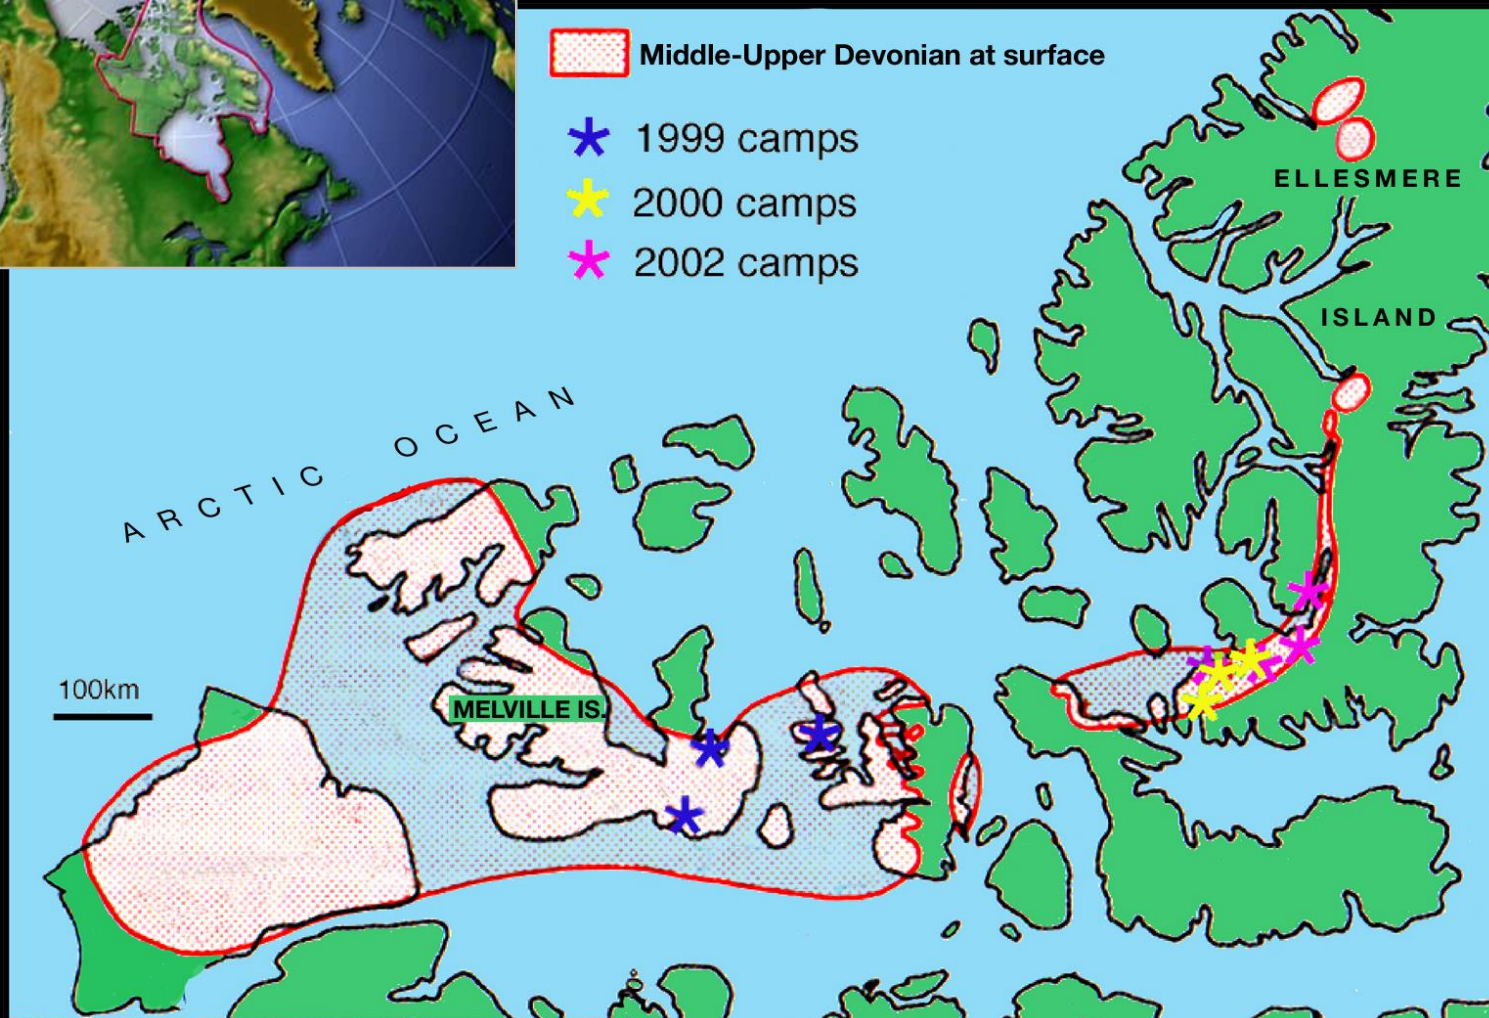 Middle-Upper Devonian at surface
1999 camps
2000 camps
2002 camps
ELLESMERE
ISLAND
ARCTIC OCEAN
100km
MELVILLE IS.